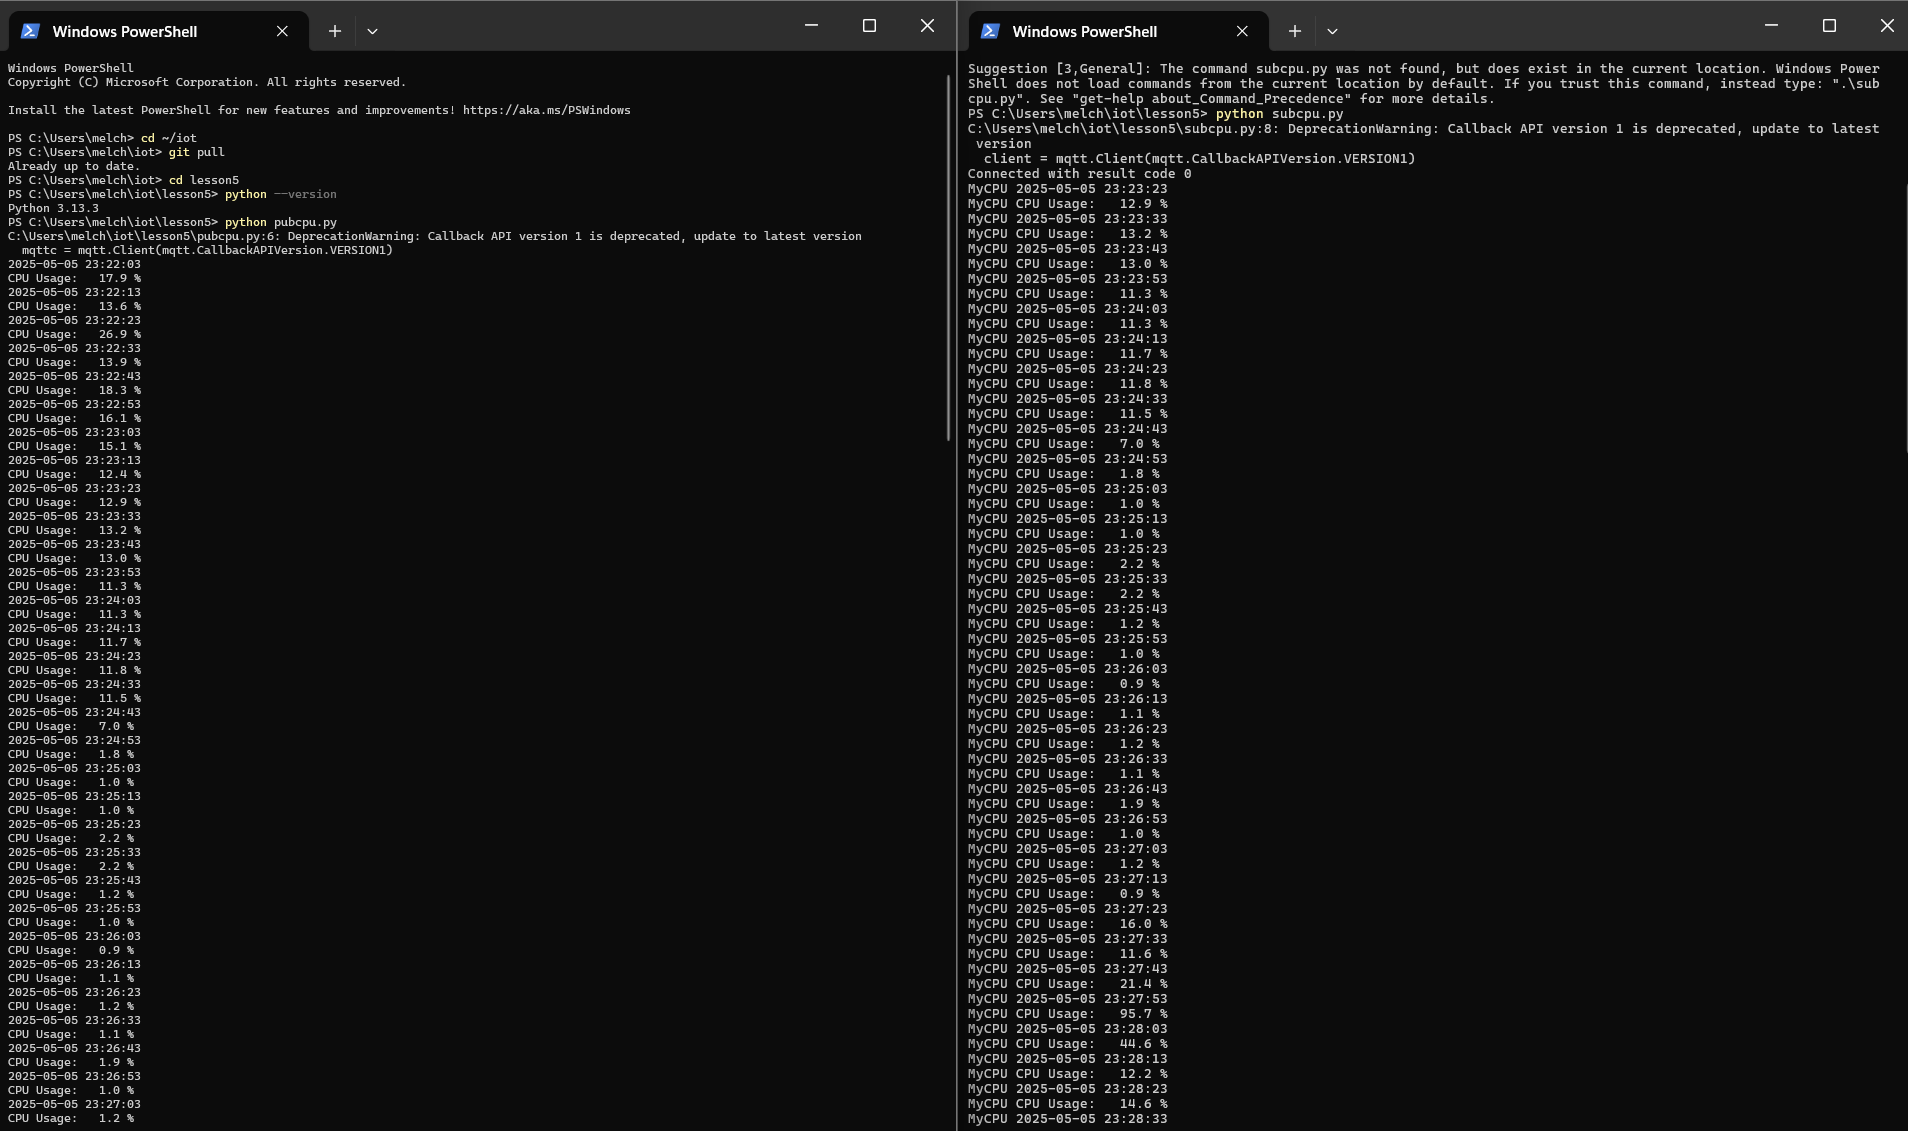 Windows PowerShell
Windows PowerShell
Copyright (C) Microsoft Corporation. All rights reserved.
Install the latest PowerShell for new features and improvements! https://aka.ms/PSWindows
PS C:\Users\melch> cd ~/iot
PS C:\Users\melch\iot> git pull
Already up to date.
PS C:\Users\melch\iot> cd lesson5
PS C:\Users\melch\iot\lesson5> python --version
Python 3.13.3
PS C:\Users\melch\iot\lesson5> python pubcpu.py
C:\Users\melch\iot\lesson5\pubcpu.py:6: DeprecationWarning: Callback API version 1 is deprecated, update to latest version
  mqttc = mqtt.Client(mqtt.CallbackAPIVersion.VERSION1)
2025-05-05 23:22:03
CPU Usage:   17.9 %
2025-05-05 23:22:13
CPU Usage:   13.6 %
2025-05-05 23:22:23
CPU Usage:   26.9 %
2025-05-05 23:22:33
CPU Usage:   13.9 %
2025-05-05 23:22:43
CPU Usage:   18.3 %
2025-05-05 23:22:53
CPU Usage:   16.1 %
2025-05-05 23:23:03
CPU Usage:   15.1 %
2025-05-05 23:23:13
CPU Usage:   12.4 %
2025-05-05 23:23:23
CPU Usage:   12.9 %
2025-05-05 23:23:33
CPU Usage:   13.2 %
2025-05-05 23:23:43
CPU Usage:   13.0 %
2025-05-05 23:23:53
CPU Usage:   11.3 %
2025-05-05 23:24:03
CPU Usage:   11.3 %
2025-05-05 23:24:13
CPU Usage:   11.7 %
2025-05-05 23:24:23
CPU Usage:   11.8 %
2025-05-05 23:24:33
CPU Usage:   11.5 %
2025-05-05 23:24:43
CPU Usage:   7.0 %
2025-05-05 23:24:53
CPU Usage:   1.8 %
2025-05-05 23:25:03
CPU Usage:   1.0 %
2025-05-05 23:25:13
CPU Usage:   1.0 %
2025-05-05 23:25:23
CPU Usage:   2.2 %
2025-05-05 23:25:33
CPU Usage:   2.2 %
2025-05-05 23:25:43
CPU Usage:   1.2 %
2025-05-05 23:25:53
CPU Usage:   1.0 %
2025-05-05 23:26:03
CPU Usage:   0.9 %
2025-05-05 23:26:13
CPU Usage:   1.1 %
2025-05-05 23:26:23
CPU Usage:   1.2 %
2025-05-05 23:26:33
CPU Usage:   1.1 %
2025-05-05 23:26:43
CPU Usage:   1.9 %
2025-05-05 23:26:53
CPU Usage:   1.0 %
2025-05-05 23:27:03
CPU Usage:   1.2 %
Windows PowerShell
Suggestion [3,General]: The command subcpu.py was not found, but does exist in the current location. Windows Power
Shell does not load commands from the current location by default. If you trust this command, instead type: ".\sub
cpu.py". See "get-help about_Command_Precedence" for more details.
PS C:\Users\melch\iot\lesson5> python subcpu.py
C:\Users\melch\iot\lesson5\subcpu.py:8: DeprecationWarning: Callback API version 1 is deprecated, update to latest
 version
  client = mqtt.Client(mqtt.CallbackAPIVersion.VERSION1)
Connected with result code 0
MyCPU 2025-05-05 23:23:23
MyCPU CPU Usage:   12.9 %
MyCPU 2025-05-05 23:23:33
MyCPU CPU Usage:   13.2 %
MyCPU 2025-05-05 23:23:43
MyCPU CPU Usage:   13.0 %
MyCPU 2025-05-05 23:23:53
MyCPU CPU Usage:   11.3 %
MyCPU 2025-05-05 23:24:03
MyCPU CPU Usage:   11.3 %
MyCPU 2025-05-05 23:24:13
MyCPU CPU Usage:   11.7 %
MyCPU 2025-05-05 23:24:23
MyCPU CPU Usage:   11.8 %
MyCPU 2025-05-05 23:24:33
MyCPU CPU Usage:   11.5 %
MyCPU 2025-05-05 23:24:43
MyCPU CPU Usage:   7.0 %
MyCPU 2025-05-05 23:24:53
MyCPU CPU Usage:   1.8 %
MyCPU 2025-05-05 23:25:03
MyCPU CPU Usage:   1.0 %
MyCPU 2025-05-05 23:25:13
MyCPU CPU Usage:   1.0 %
MyCPU 2025-05-05 23:25:23
MyCPU CPU Usage:   2.2 %
MyCPU 2025-05-05 23:25:33
MyCPU CPU Usage:   2.2 %
MyCPU 2025-05-05 23:25:43
MyCPU CPU Usage:   1.2 %
MyCPU 2025-05-05 23:25:53
MyCPU CPU Usage:   1.0 %
MyCPU 2025-05-05 23:26:03
MyCPU CPU Usage:   0.9 %
MyCPU 2025-05-05 23:26:13
MyCPU CPU Usage:   1.1 %
MyCPU 2025-05-05 23:26:23
MyCPU CPU Usage:   1.2 %
MyCPU 2025-05-05 23:26:33
MyCPU CPU Usage:   1.1 %
MyCPU 2025-05-05 23:26:43
MyCPU CPU Usage:   1.9 %
MyCPU 2025-05-05 23:26:53
MyCPU CPU Usage:   1.0 %
MyCPU 2025-05-05 23:27:03
MyCPU CPU Usage:   1.2 %
MyCPU 2025-05-05 23:27:13
MyCPU CPU Usage:   0.9 %
MyCPU 2025-05-05 23:27:23
MyCPU CPU Usage:   16.0 %
MyCPU 2025-05-05 23:27:33
MyCPU CPU Usage:   11.6 %
MyCPU 2025-05-05 23:27:43
MyCPU CPU Usage:   21.4 %
MyCPU 2025-05-05 23:27:53
MyCPU CPU Usage:   95.7 %
MyCPU 2025-05-05 23:28:03
MyCPU CPU Usage:   44.6 %
MyCPU 2025-05-05 23:28:13
MyCPU CPU Usage:   12.2 %
MyCPU 2025-05-05 23:28:23
MyCPU CPU Usage:   14.6 %
MyCPU 2025-05-05 23:28:33